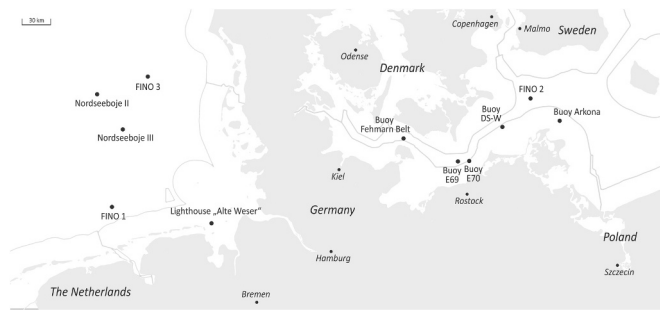 30 km
Copenhagen
Malmo
Sweden
Odense
Denmark
FINO 3
Nordseeboje II
FINO 2
Buoy
DS-W
Buoy Arkona
Nordseeboje III
Buoy
Fehmarn Belt
Buoy
E69
Buoy
E70
Kiel
Rostock
FINO 1
Lighthouse „Alte Weser“
Germany
Poland
Hamburg
Szczecin
The Netherlands
Bremen